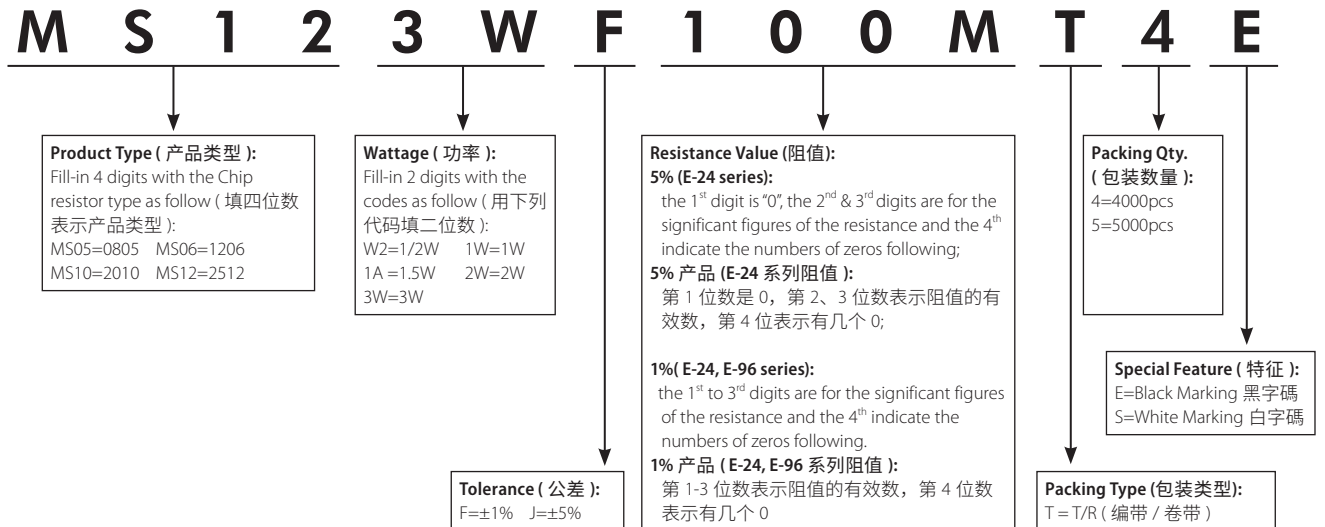 M S 1 2 3 W F 1 0 0 M T 4 E
Product Type ( 产品类型 ):
Fill-in 4 digits with the Chip
resistor type as follow ( 填四位数
表示产品类型 ):
MS05=0805 MS06=1206
MS10=2010 MS12=2512
Wattage ( 功率 ):
Fill-in 2 digits with the
codes as follow ( 用下列
代码填二位数 ):
W2=1/2W 1W=1W
1A =1.5W 2W=2W
3W=3W
Tolerance ( 公差 ):
F=±1% J=±5%
Resistance Value (阻值):
5% (E-24 series):
the 1st digit is "0", the 2nd & 3rd digits are for the
significant figures of the resistance and the 4th
indicate the numbers of zeros following;
5% 产品 (E-24 系列阻值 ):
第 1 位数是 0，第 2、3 位数表示阻值的有
效数，第 4 位表示有几个 0;
1%( E-24, E-96 series):
the 1st to 3rd digits are for the significant figures
of the resistance and the 4th indicate the
numbers of zeros following.
1% 产品 ( E-24, E-96 系列阻值 ):
第 1-3 位数表示阻值的有效数，第 4 位数
表示有几个 0
Packing Type (包装类型):
T = T/R ( 编带 / 卷带 )
Packing Qty.
( 包装数量 ):
4=4000pcs
5=5000pcs
Special Feature ( 特征 ):
E=Black Marking 黑字碼
S=White Marking 白字碼